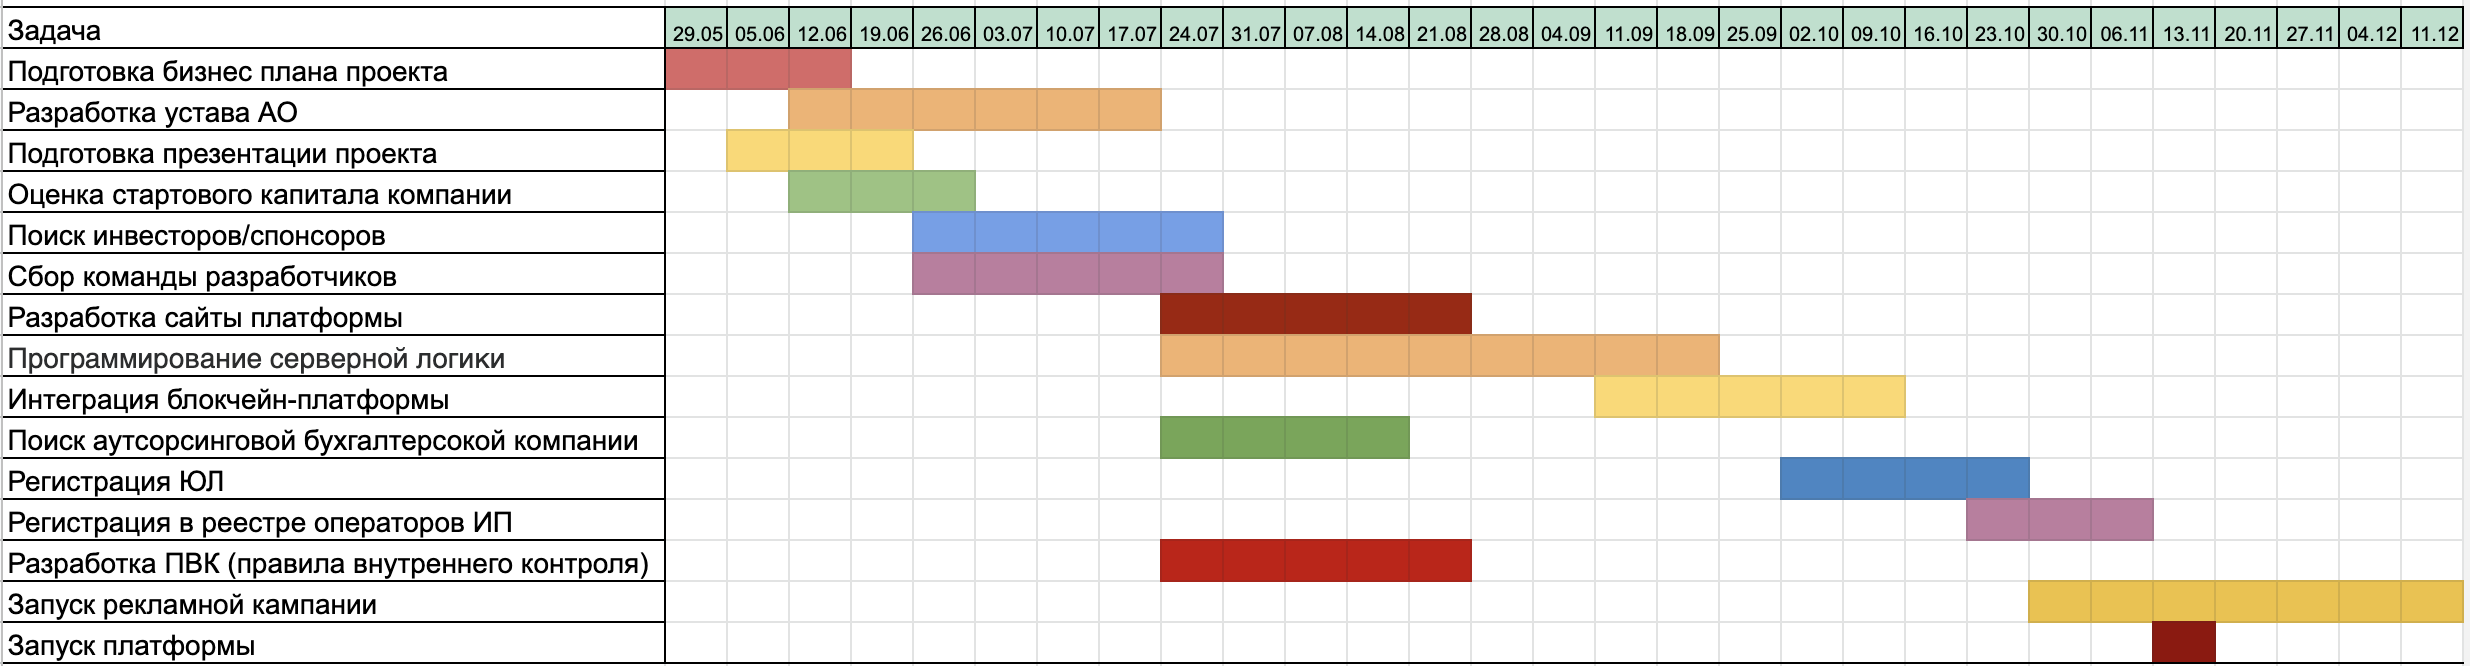 Задача 29.05 05.06 12.06 19.06 26.06 03.07 10.07 17.07 24.07 31.07 07.08 14.08 21.08 28.08 04.09 11.09 18.09 25.09 02.10 09.10 16.10 23.10 30.10 06.11 13.11 20.11 27.11 04.12 11.12
Подготовка бизнес плана проекта
Разработка устава АО
Подготовка презентации проекта
Оценка стартового капитала компании
Поиск инвесторов/спонсоров
Сбор команды разработчиков
Разработка сайты платформы
Программирование серверной логики
Интеграция блокчейн-платформы
Поиск аутсорсинговой бухгалтерсокой компании
Регистрация ЮЛ
Регистрация в реестре операторов ИП
Разработка ПВК (правила внутреннего контроля)
Запуск рекламной кампании
Запуск платформы